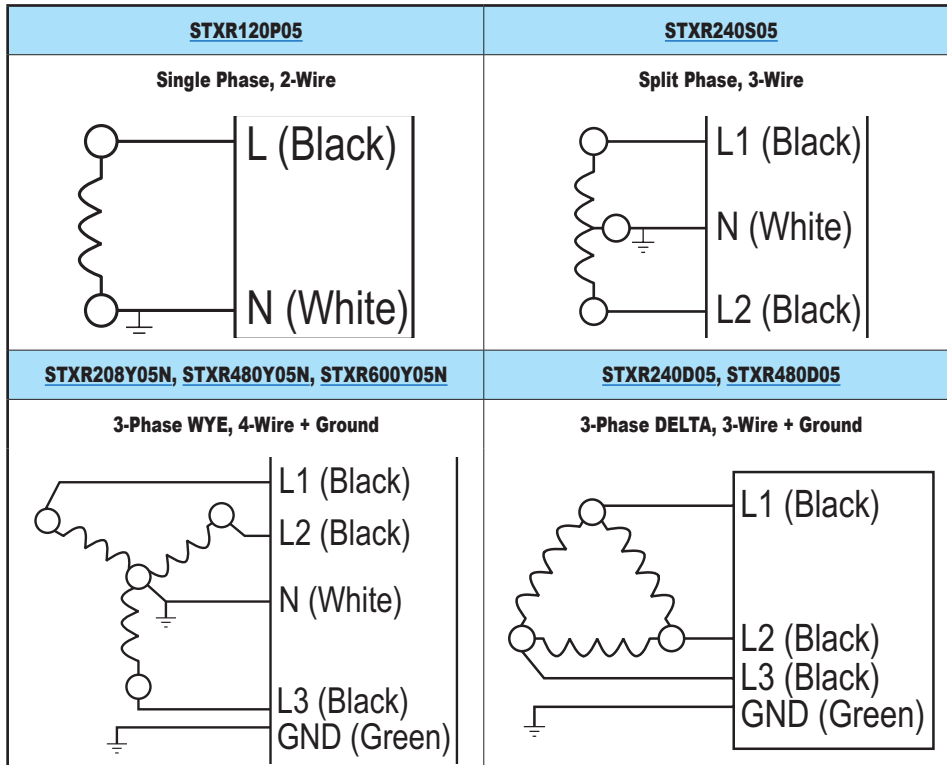 STXR120P05
Single Phase, 2-Wire
L (Black)
N (White)
STXR240S05
Split Phase, 3-Wire
L1 (Black)
N (White)
L2 (Black)
STXR208Y05N, STXR480Y05N, STXR600Y05N
3-Phase WYE, 4-Wire + Ground
L1 (Black)
L2 (Black)
N (White)
L3 (Black)
GND (Green)
STXR240D05, STXR480D05
3-Phase DELTA, 3-Wire + Ground
L1 (Black)
L2 (Black)
L3 (Black)
GND (Green)